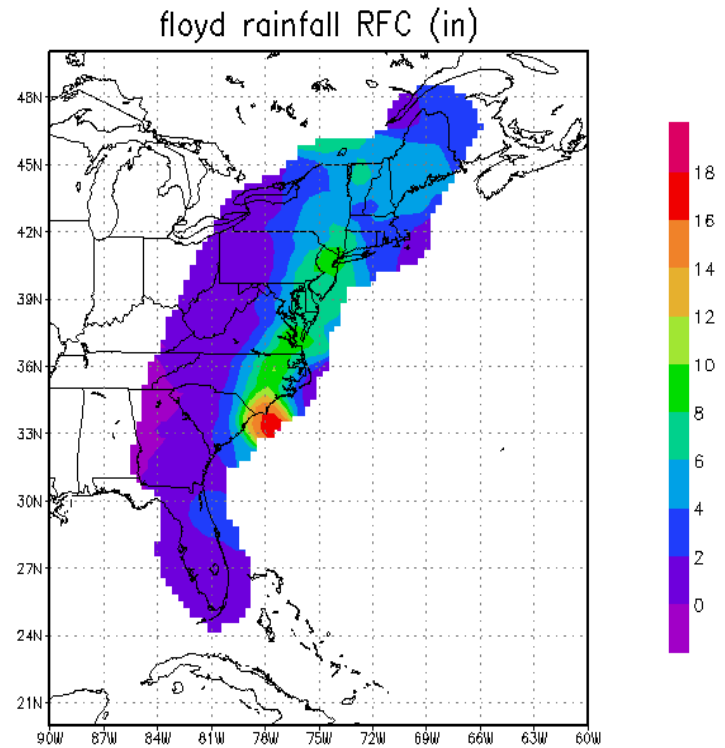 floyd rainfall RFC (in)
48N
45N
42N
39N
36N
33N
30N
27N
24N
21N
90W 87W 84W 81W 78W 75W 72W 69W 66W 63W 60W
18
16
14
12
10
8
6
4
2
0